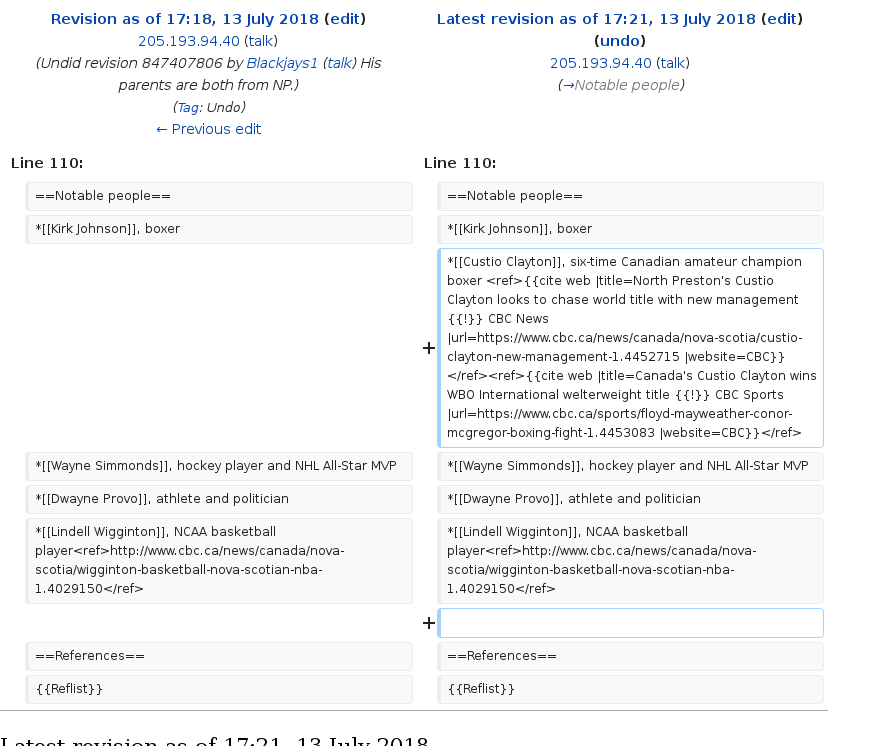 Revision as of 17:18, 13 July 2018 (edit)
205.193.94.40 (talk)
(Undid revision 847407806 by Blackjays1 (talk) His
parents are both from NP.)
(Tag: Undo)
← Previous edit
Latest revision as of 17:21, 13 July 2018 (edit)
(undo)
205.193.94.40 (talk)
(→Notable people)
Line 110:
Line 110:
==Notable people==
==Notable people==
*[[Kirk Johnson]], boxer
*[[Kirk Johnson]], boxer
+
*[[Custio Clayton]], six-time Canadian amateur champion
boxer <ref>{{cite web |title=North Preston's Custio
Clayton looks to chase world title with new management
{{!}} CBC News
|url=https://www.cbc.ca/news/canada/nova-scotia/custio-
clayton-new-management-1.4452715 |website=CBC}}
</ref><ref>{{cite web |title=Canada's Custio Clayton wins
WBO International welterweight title {{!}} CBC Sports
|url=https://www.cbc.ca/sports/floyd-mayweather-conor-
mcgregor-boxing-fight-1.4453083 |website=CBC}}</ref>
*[[Wayne Simmonds]], hockey player and NHL All-Star MVP
*[[Wayne Simmonds]], hockey player and NHL All-Star MVP
*[[Dwayne Provo]], athlete and politician
*[[Dwayne Provo]], athlete and politician
*[[Lindell Wigginton]], NCAA basketball
player<ref>http://www.cbc.ca/news/canada/nova-
scotia/wigginton-basketball-nova-scotian-nba-
1.4029150</ref>
*[[Lindell Wigginton]], NCAA basketball
player<ref>http://www.cbc.ca/news/canada/nova-
scotia/wigginton-basketball-nova-scotian-nba-
1.4029150</ref>
+
==References==
==References==
{{Reflist}}
{{Reflist}}
Latest revision as of 17:21, 13 July 2018